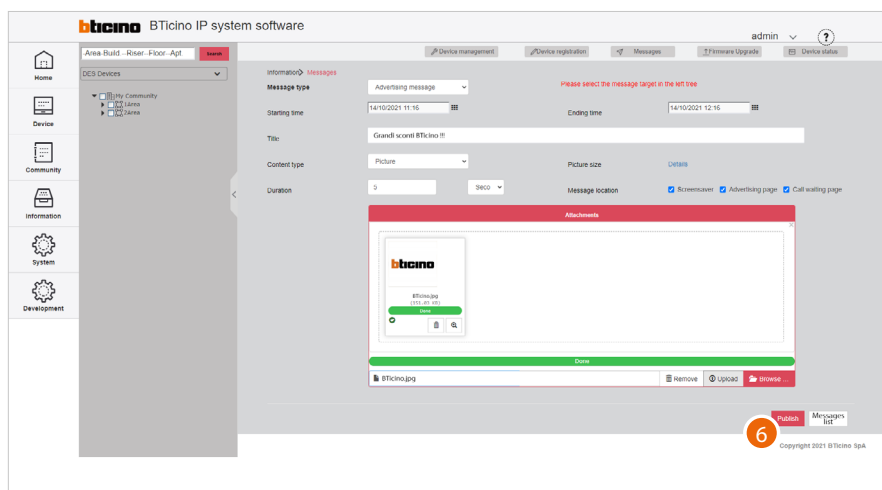 bticino BTicino IP system software
admin ?
Area-Build.-Riser-Floor-Apt Search
Device management Device registration Messages Firmware Upgrade Device status
Home
DES Devices
Information> Messages
Message type Advertising message Please select the message target in the left tree
My Community
1Area
2Area
Starting time 14/10/2021 11:16 Ending time 14/10/2021 12:16
Device
Title Grandi sconti BTicino !!!
Content type Picture Picture size Details
Community
Duration 5 Seco Message location Screensaver Advertising page Call waiting page
Information
Attachments
x
bticino
System
BTicino.jpg
Done
Development
Done
BTicino.jpg Remove Upload Browse ...
Publish Messages list
6
Copyright 2021 BTicino SpA